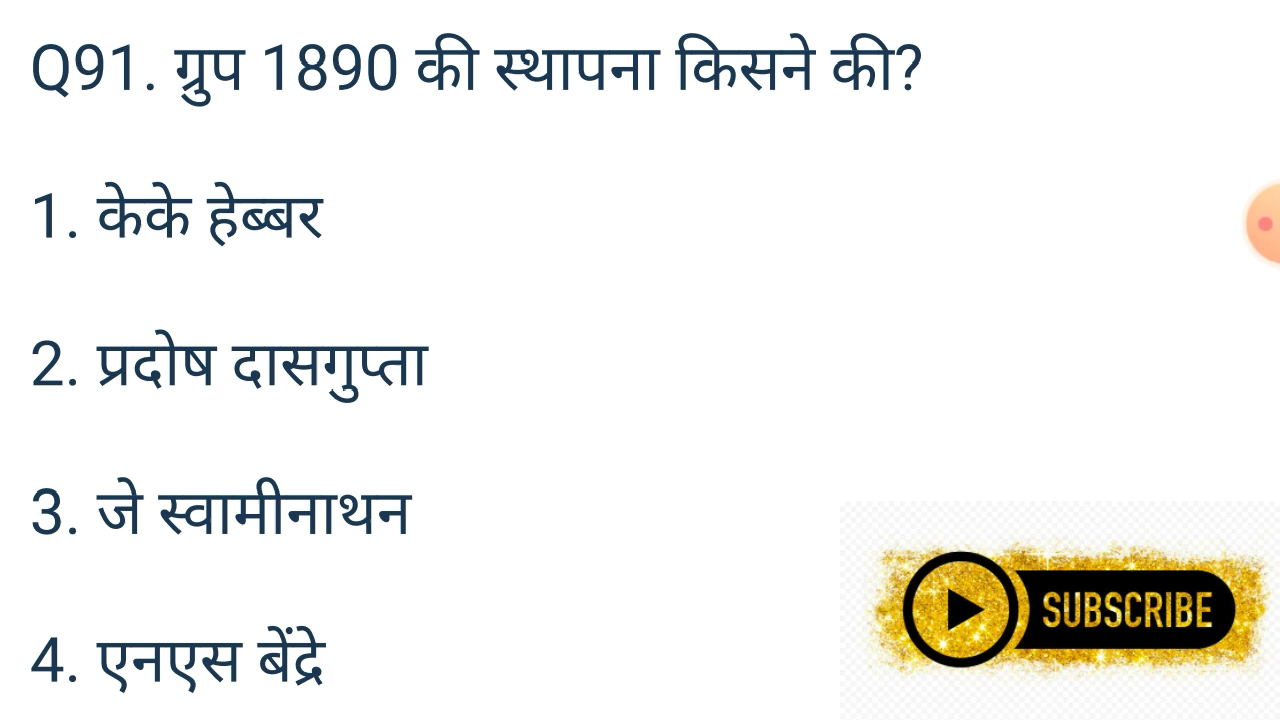 Q91. ग्रुप 1890 की स्थापना किसने की?
1. केके हेब्बर
2. प्रदोष दासगुप्ता
3. जे स्वामीनाथन
4. एनएस बेंद्रे
SUBSCRIBE